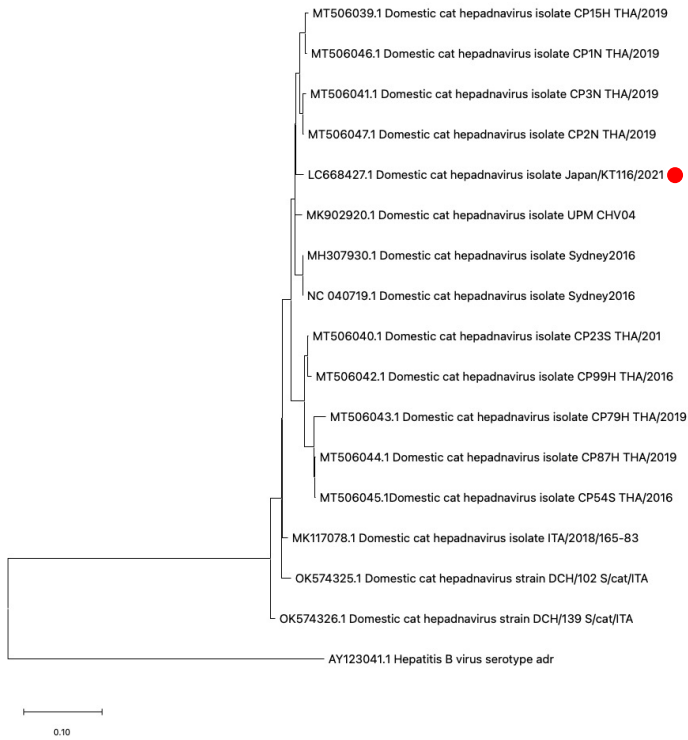 MT506039.1 Domestic cat hepadnavirus isolate CP15H THA/2019
MT506046.1 Domestic cat hepadnavirus isolate CP1N THA/2019
MT506041.1 Domestic cat hepadnavirus isolate CP3N THA/2019
MT506047.1 Domestic cat hepadnavirus isolate CP2N THA/2019
LC668427.1 Domestic cat hepadnavirus isolate Japan/KT116/2021
MK902920.1 Domestic cat hepadnavirus isolate UPM CHV04
MH307930.1 Domestic cat hepadnavirus isolate Sydney2016
NC 040719.1 Domestic cat hepadnavirus isolate Sydney2016
MT506040.1 Domestic cat hepadnavirus isolate CP23S THA/201
MT506042.1 Domestic cat hepadnavirus isolate CP99H THA/2016
MT506043.1 Domestic cat hepadnavirus isolate CP79H THA/2019
MT506044.1 Domestic cat hepadnavirus isolate CP87H THA/2019
MT506045.1Domestic cat hepadnavirus isolate CP54S THA/2016
MK117078.1 Domestic cat hepadnavirus isolate ITA/2018/165-83
OK574325.1 Domestic cat hepadnavirus strain DCH/102 S/cat/ITA
OK574326.1 Domestic cat hepadnavirus strain DCH/139 S/cat/ITA
AY123041.1 Hepatitis B virus serotype adr
0.10